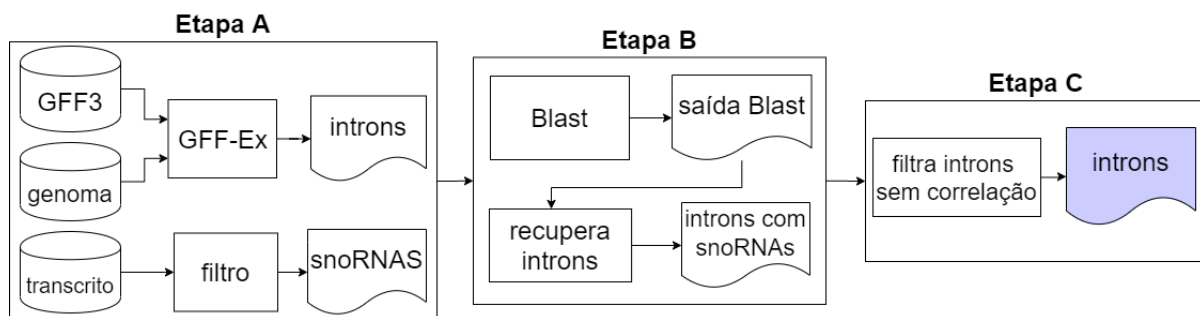 Etapa A
GFF3
genoma
GFF-Ex
introns
transcrito
filtro
snoRNAS
Etapa B
Blast
saída Blast
recupera
introns
introns com
snoRNAs
Etapa C
filtra introns
sem correlação
introns